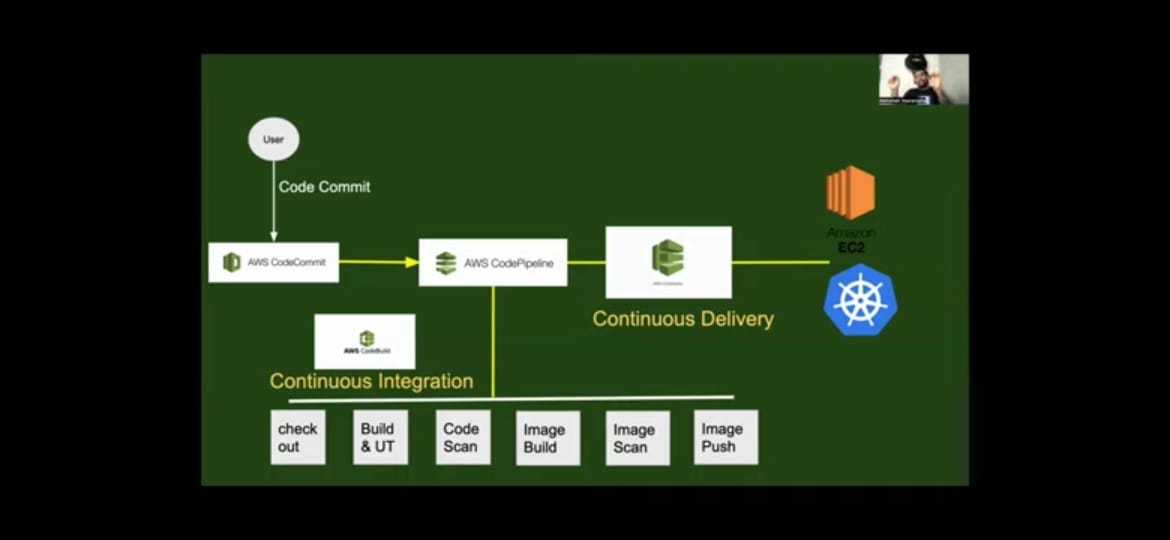 User
Code Commit
AWS CodeCommit
AWS CodePipeline
Amazon
EC2
Continuous Delivery
AWS CodeBuild
Continuous Integration
check
out
Build
& UT
Code
Scan
Image
Build
Image
Scan
Image
Push